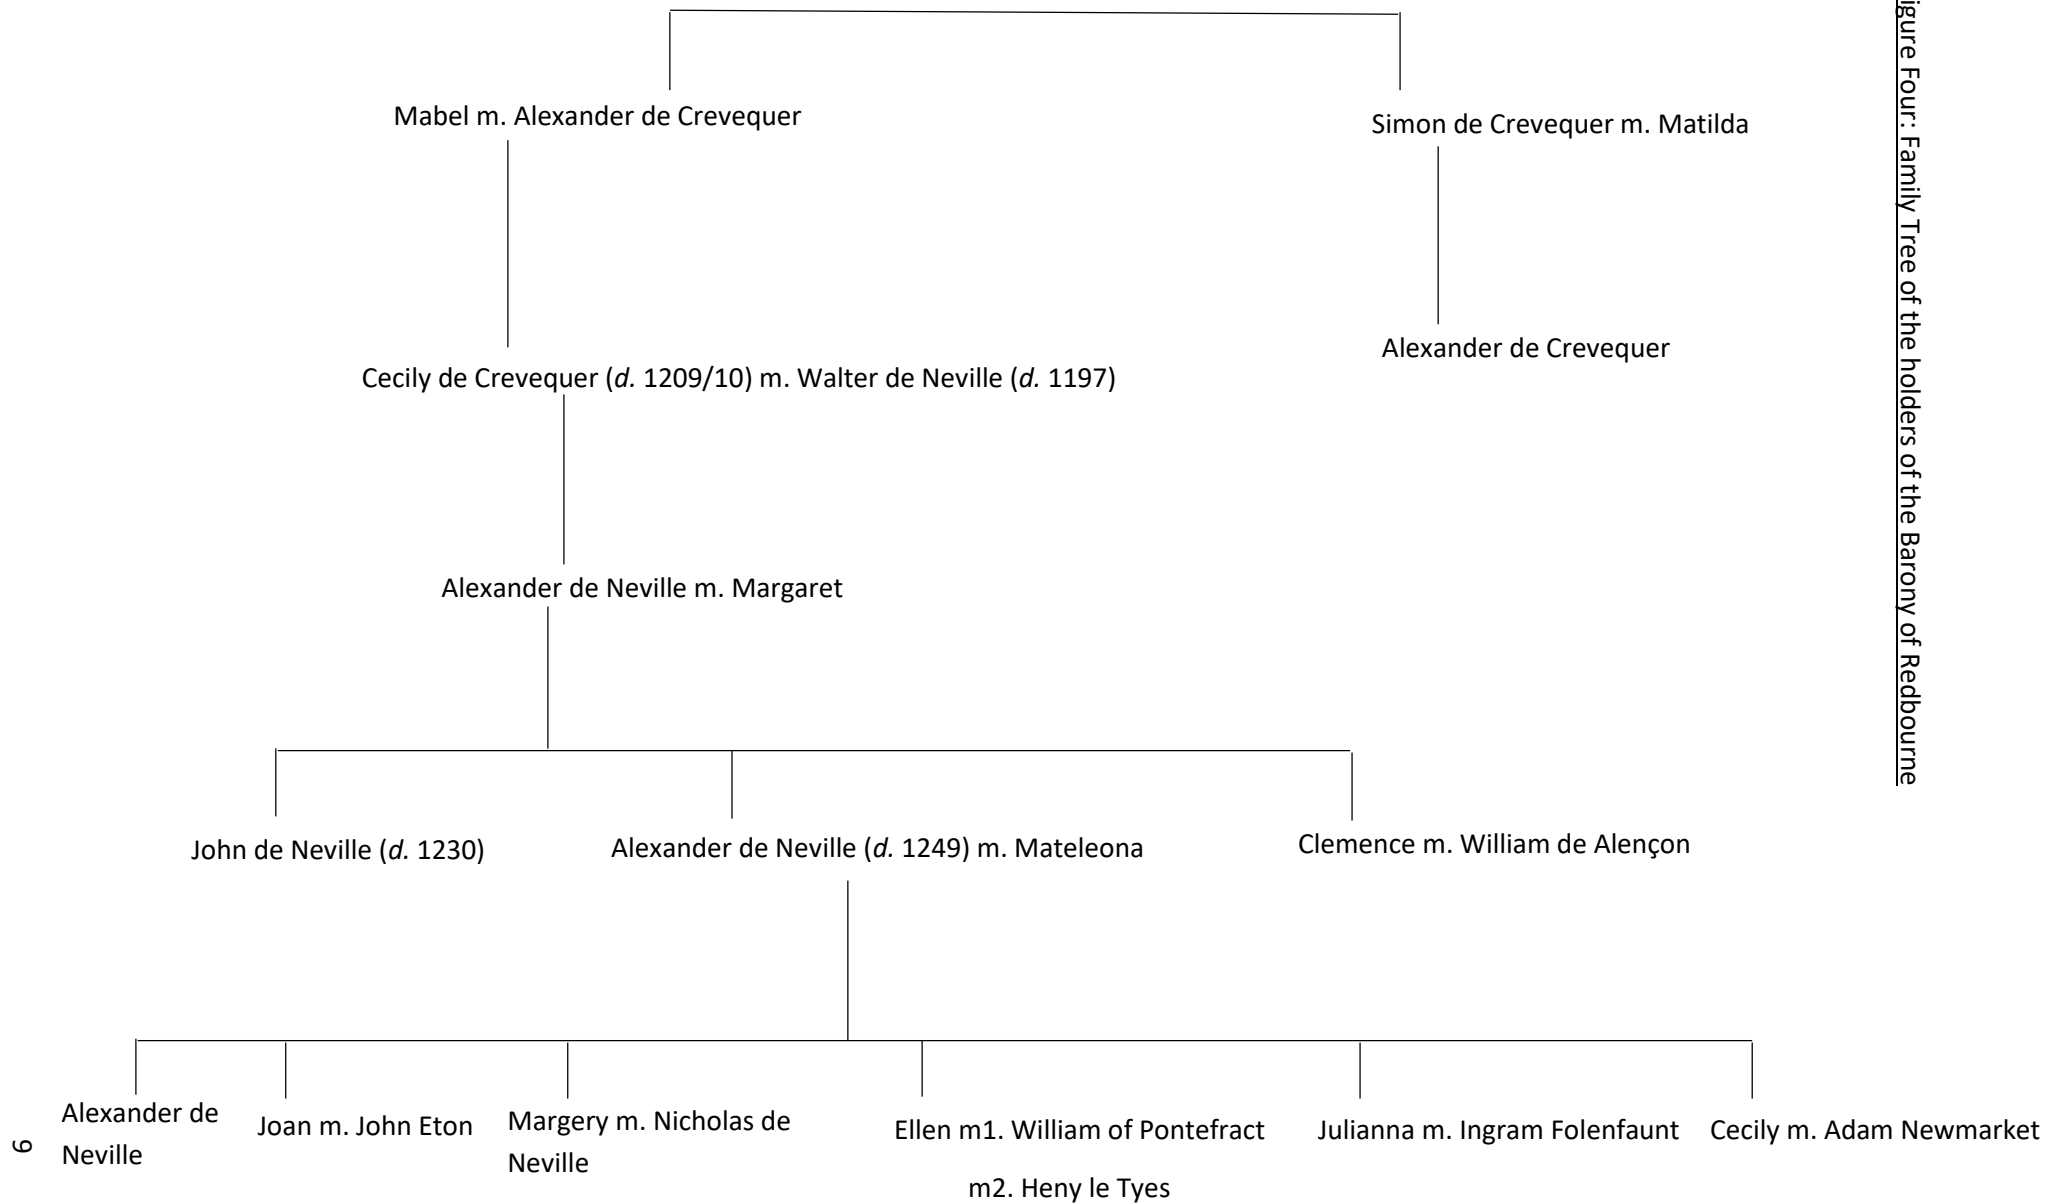 igure Four: Family Tree of the holders of the Barony of Redbourne
Mabel m. Alexander de Crevequer
Simon de Crevequer m. Matilda
Alexander de Crevequer
Cecily de Crevequer (d. 1209/10) m. Walter de Neville (d. 1197)
Alexander de Neville m. Margaret
John de Neville (d. 1230)
Alexander de Neville (d. 1249) m. Mateleona
Clemence m. William de Alençon
Alexander de
Neville
Joan m. John Eton
Margery m. Nicholas de
Neville
Ellen m1. William of Pontefract
m2. Heny le Tyes
Julianna m. Ingram Folenfaunt
Cecily m. Adam Newmarket
9